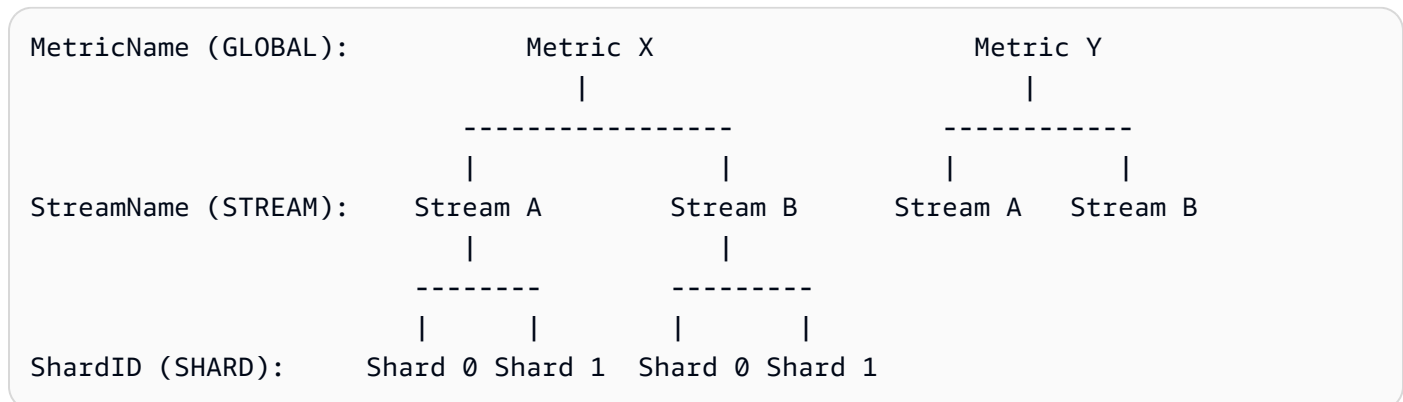 MetricName (GLOBAL):           Metric X                    Metric Y
                                  |                           |
                           -----------------            ------------
                           |               |            |          |
StreamName (STREAM):    Stream A        Stream B      Stream A   Stream B
                           |               |
                        --------        ---------
                        |      |        |       |
ShardID (SHARD):     Shard 0 Shard 1  Shard 0 Shard 1